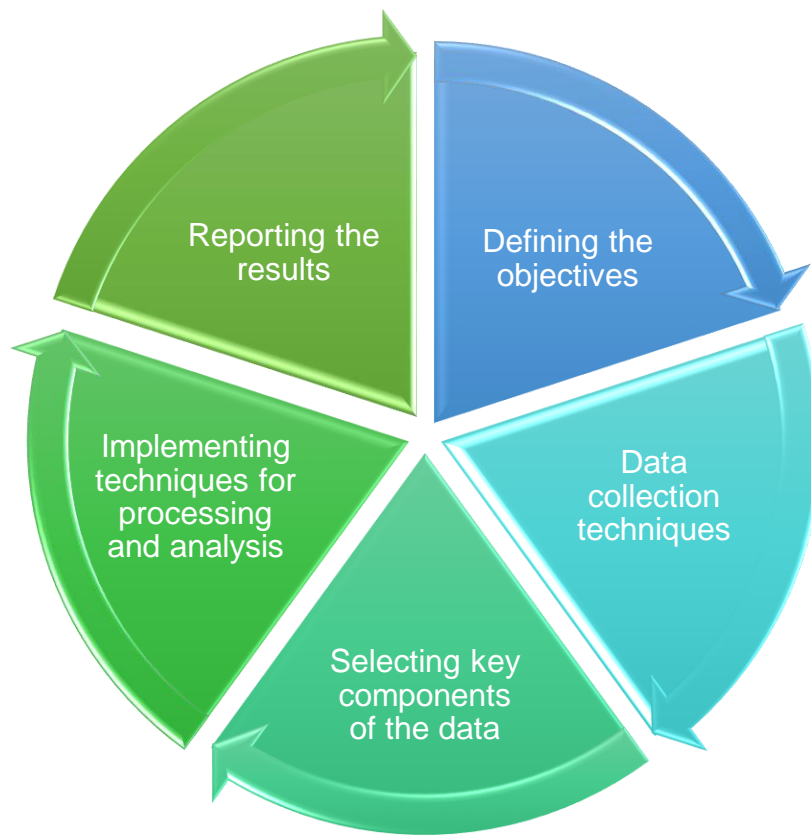 Defining the
objectives
Data
collection
techniques
Selecting key
components
of the data
Implementing
techniques for
processing
and analysis
Reporting the
results